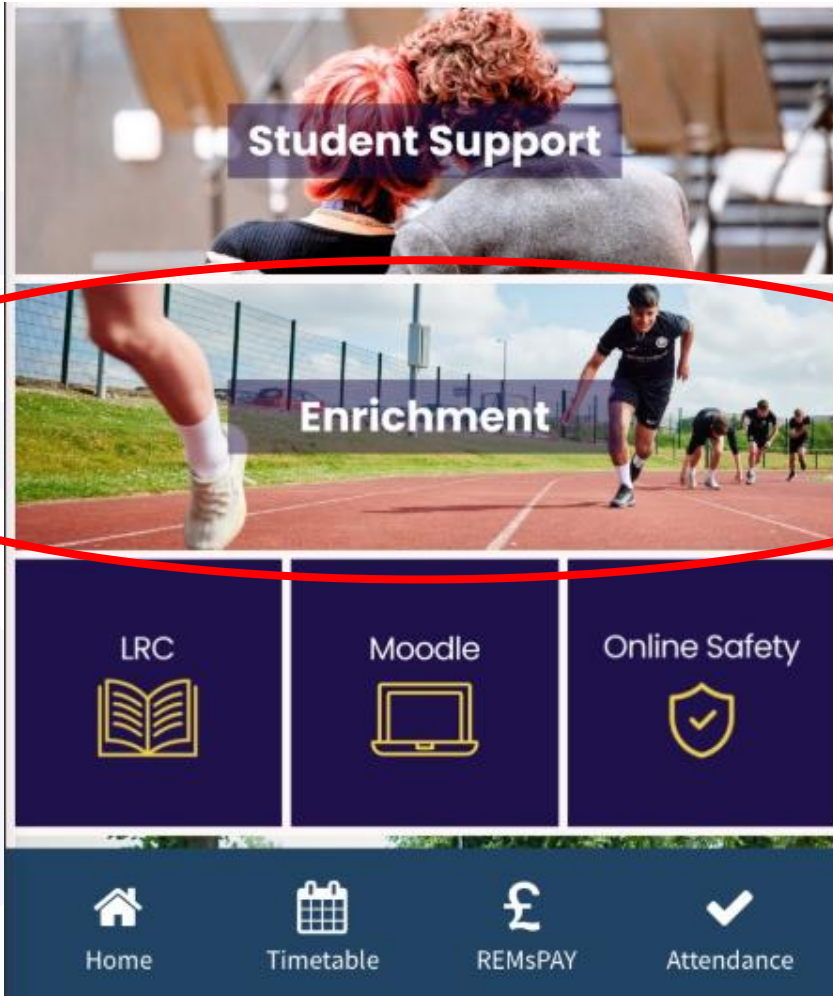 Student Support
Enrichment
LRC Moodle Online Safety
Home Timetable REMsPAY Attendance